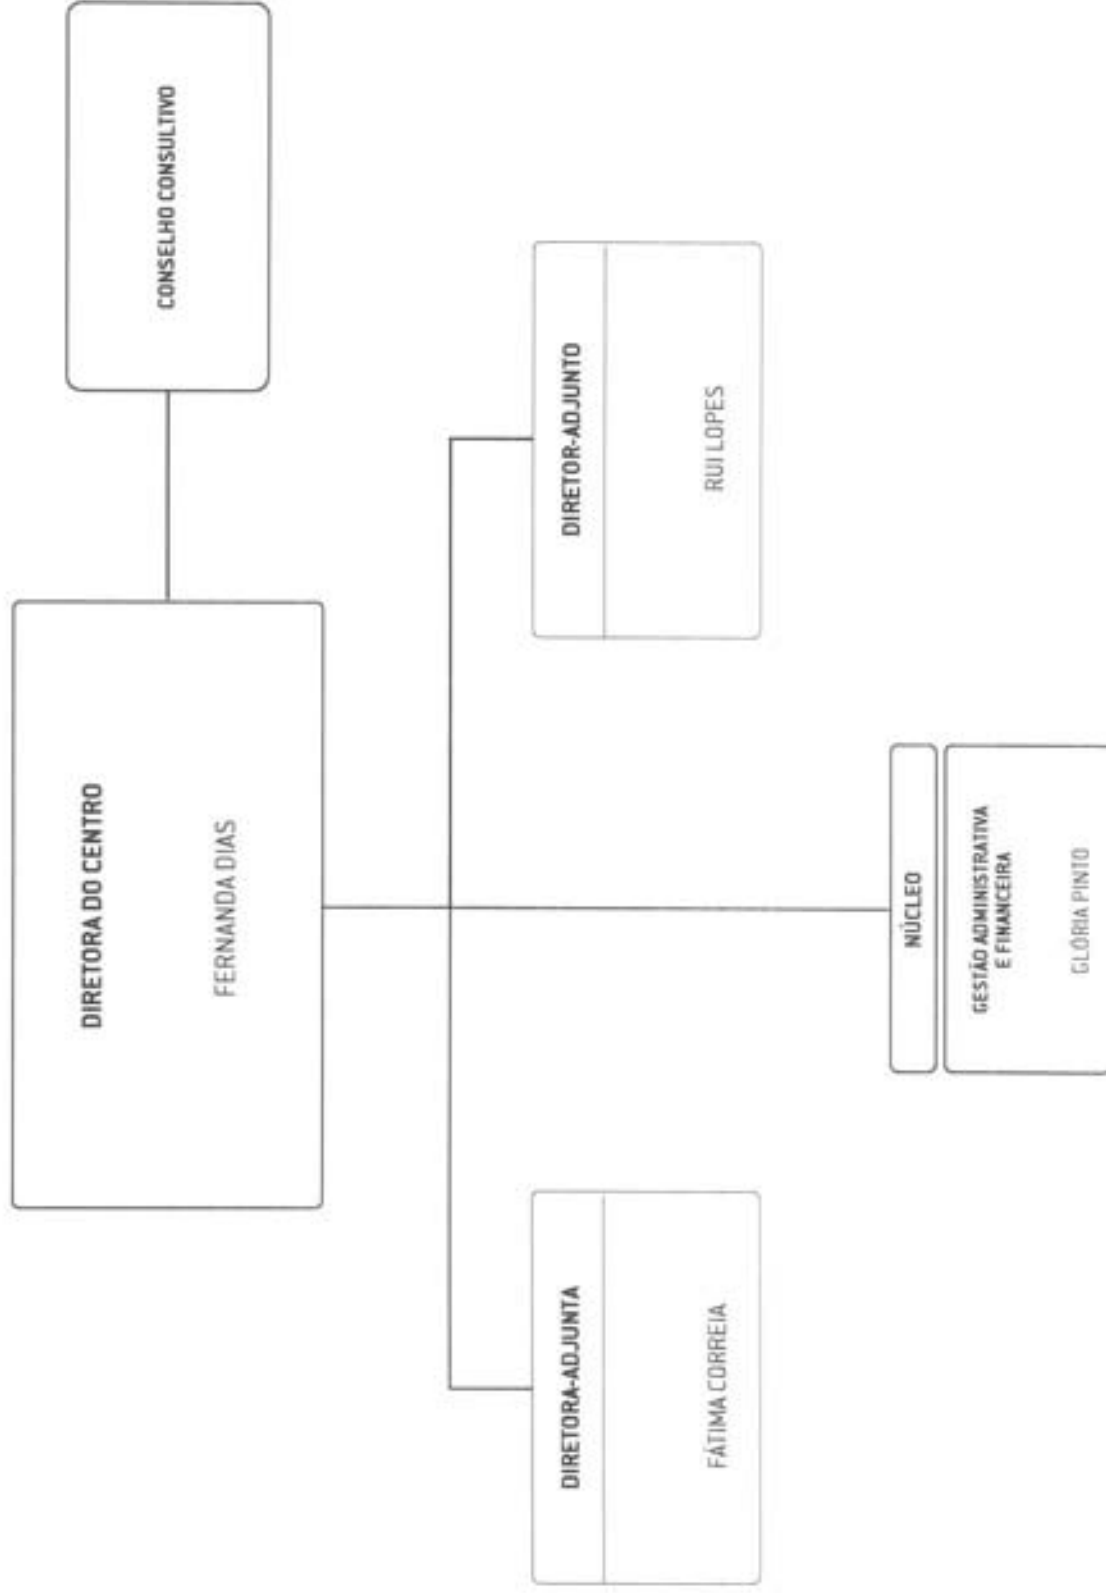 DIRETORA DO CENTRO
FERNANDA DIAS
CONSELHO CONSULTIVO
DIRETORA-ADJUNTA
FÁTIMA CORREIA
DIRETOR-ADJUNTO
RUI LOPES
NÚCLEO
GESTÃO ADMINISTRATIVA
E FINANCEIRA
GLÓRIA PINTO